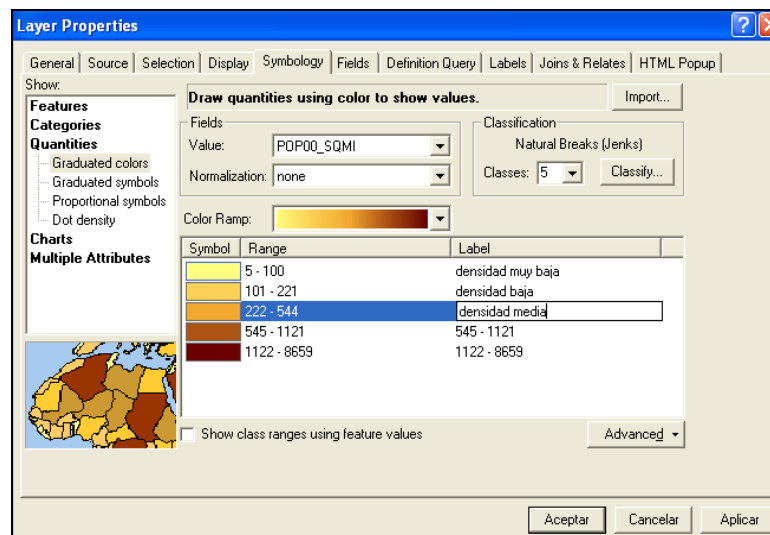 Layer Properties
General Source Selection Display Symbology Fields Definition Query Labels Joins & Relates HTML Popup
Show:
Features
Categories
Quantities
Graduated colors
Graduated symbols
Proportional symbols
Dot density
Charts
Multiple Attributes
Draw quantities using color to show values.
Import...
Fields
Value: POP00_SQMI
Normalization: none
Classification
Natural Breaks (Jenks)
Classes: 5 Classify...
Color Ramp:
Symbol Range Label
5 - 100 densidad muy baja
101 - 221 densidad baja
222 - 544 densidad media
545 - 1121 545 - 1121
1122 - 8659 1122 - 8659
Show class ranges using feature values
Advanced
Aceptar Cancelar Aplicar